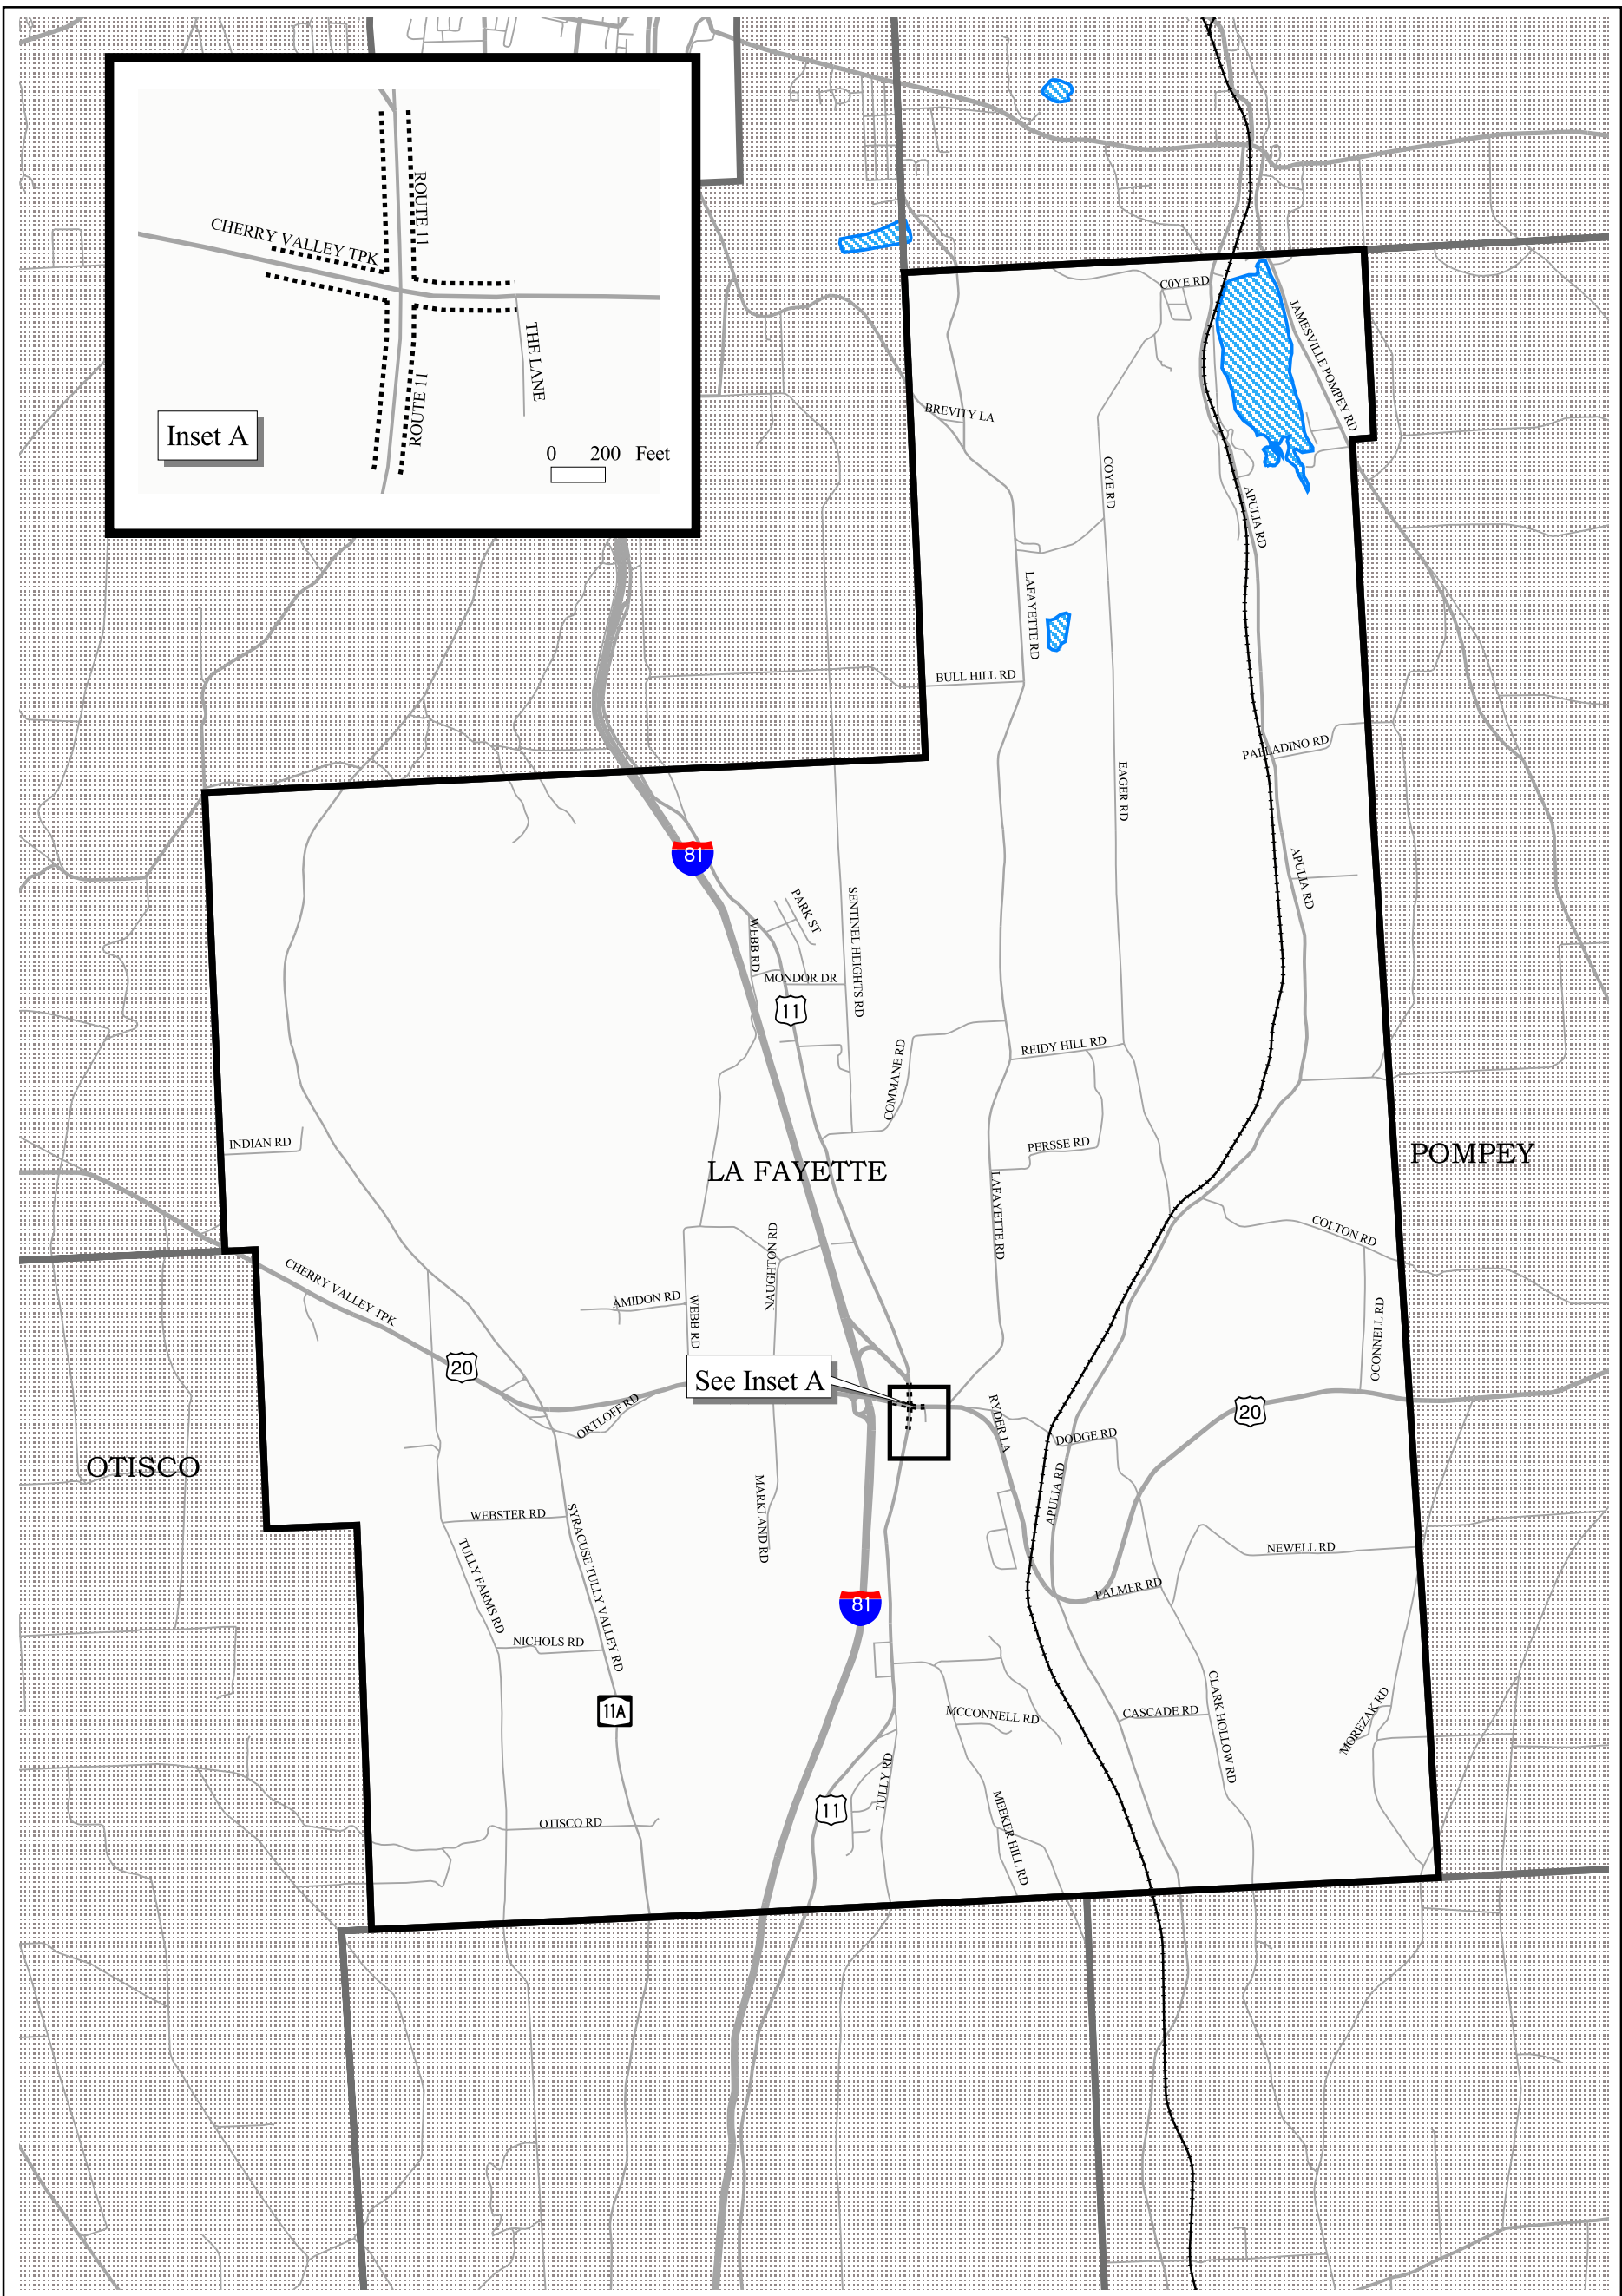 ROUTE 11
CHERRY VALLEY TPK
THE LANE
ROUTE 11
Inset A
0 200 Feet
C0YE RD
JAMESVILLE POMPEY RD
BREVITY LA
COYE RD
APULIA RD
LAFAYETTE RD
BULL HILL RD
PALLADINO RD
EAGER RD
81
APULIA RD
PARK ST
SENTINEL HEIGHTS RD
WEBB RD
MONDOR DR
11
COMMANE RD
REIDY HILL RD
INDIAN RD
PERSSE RD
LA FAYETTE
POMPEY
LAFAYETTE RD
COLTON RD
NAUGHTON RD
CHERRY VALLEY TPK
AMIDON RD
WEBB RD
OCONNELL RD
20
See Inset A
ORTLOFF RD
RYDER LA
20
DODGE RD
OTISCO
APULIA RD
MARKLAND RD
WEBSTER RD
SYRACUSE TULLY VALLEY RD
TULLY FARMS RD
NEWELL RD
PALMER RD
81
NICHOLS RD
CLARK HOLLOW RD
11A
MCCONNELL RD
CASCADE RD
MOREZAK RD
TULLY RD
11
MEEKER HILL RD
OTISCO RD